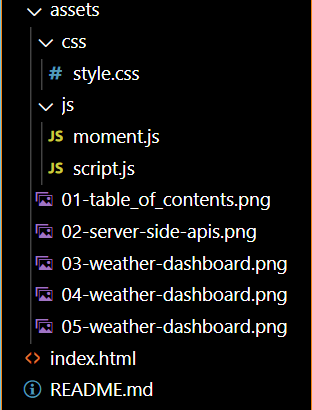 assets
css
# style.css
js
JS moment.js
JS script.js
01-table_of_contents.png
02-server-side-apis.png
03-weather-dashboard.png
04-weather-dashboard.png
05-weather-dashboard.png
<> index.html
README.md